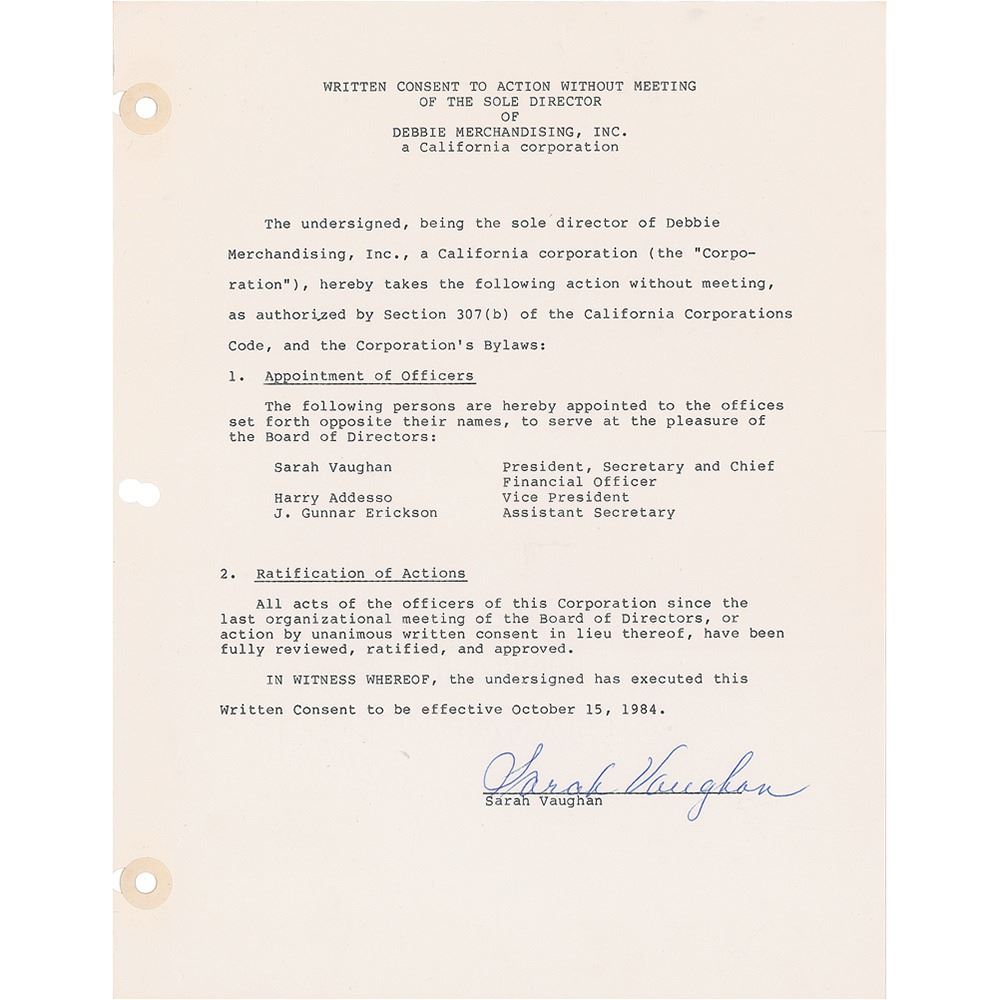 WRITTEN CONSENT TO ACTION WITHOUT MEETING
OF THE SOLE DIRECTOR
OF
DEBBIE MERCHANDISING, INC.
a California corporation
The undersigned, being the sole director of Debbie
Merchandising, Inc., a California corporation (the "Corpo-
ration"), hereby takes the following action without meeting,
as authorized by Section 307(b) of the California Corporations
Code, and the Corporation's Bylaws:
1. Appointment of Officers
The following persons are hereby appointed to the offices
set forth opposite their names, to serve at the pleasure of
the Board of Directors:
Sarah Vaughan President, Secretary and Chief
Financial Officer
Harry Addesso Vice President
J. Gunnar Erickson Assistant Secretary
2. Ratification of Actions
All acts of the officers of this Corporation since the
last organizational meeting of the Board of Directors, or
action by unanimous written consent in lieu thereof, have been
fully reviewed, ratified, and approved.
IN WITNESS WHEREOF, the undersigned has executed this
Written Consent to be effective October 15, 1984.
Sarah Vaughan
Sarah Vaughan